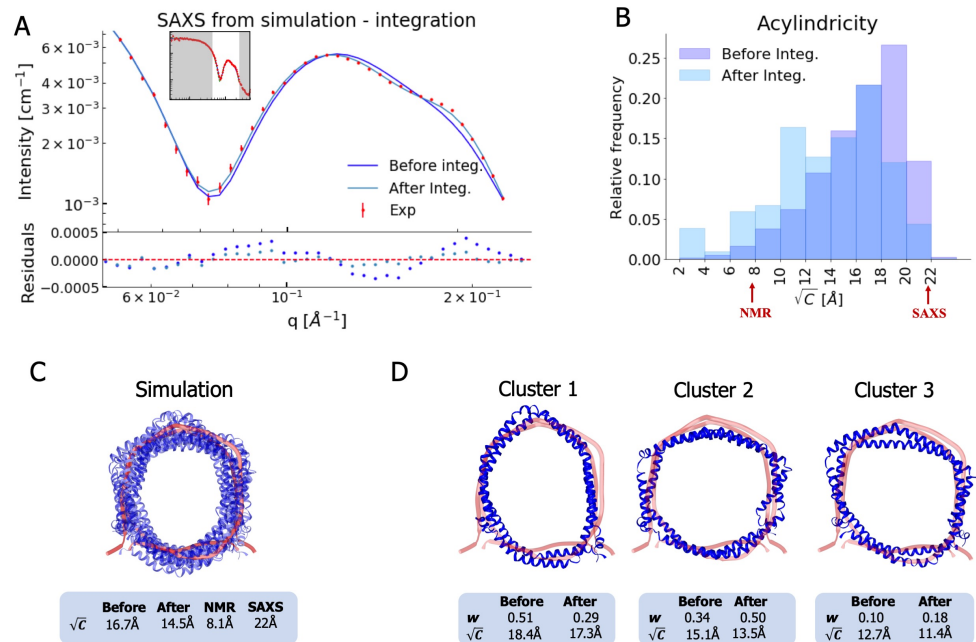 A
SAXS from simulation - integration
Intensity [cm⁻¹]
6 × 10⁻³
4 × 10⁻³
3 × 10⁻³
2 × 10⁻³
10⁻³
Before integ.
After Integ.
Exp
Residuals
0.0005
0.0000
−0.0005
6 × 10⁻²
10⁻¹
2 × 10⁻¹
q [Å⁻¹]
B
Acylindricity
Relative frequency
0.25
0.20
0.15
0.10
0.05
0.00
Before Integ.
After Integ.
2 4 6 8 10 12 14 16 18 20 22
√C [Å]
NMR
SAXS
C
Simulation
Before After NMR SAXS
√C 16.7Å 14.5Å 8.1Å 22Å
D
Cluster 1
Before After
w 0.51 0.29
√C 18.4Å 17.3Å
Cluster 2
Before After
w 0.34 0.50
√C 15.1Å 13.5Å
Cluster 3
Before After
w 0.10 0.18
√C 12.7Å 11.4Å